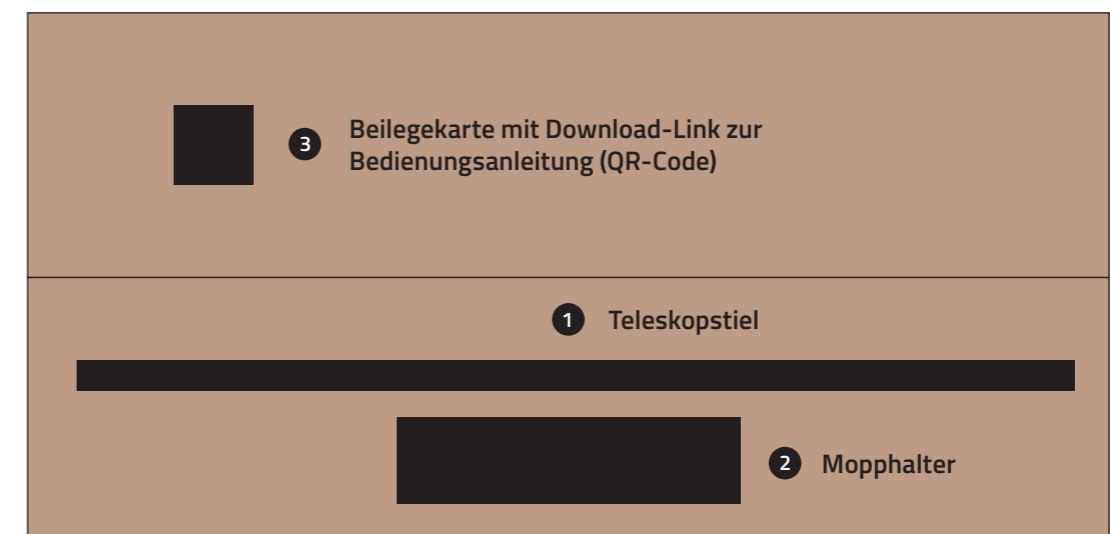 3 Beilegekarte mit Download-Link zur
Bedienungsanleitung (QR-Code)
1 Teleskopstiel
2 Mopphalter